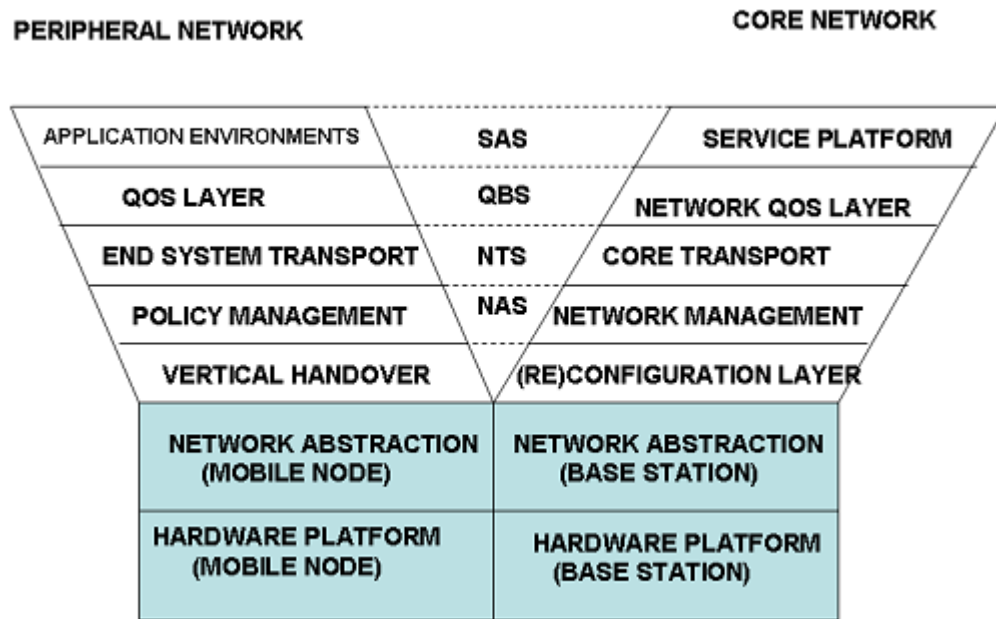 PERIPHERAL NETWORK
CORE NETWORK
APPLICATION ENVIRONMENTS
SAS
SERVICE PLATFORM
QOS LAYER
QBS
NETWORK QOS LAYER
END SYSTEM TRANSPORT
NTS
CORE TRANSPORT
POLICY MANAGEMENT
NAS
NETWORK MANAGEMENT
VERTICAL HANDOVER
(RE)CONFIGURATION LAYER
NETWORK ABSTRACTION
(MOBILE NODE)
NETWORK ABSTRACTION
(BASE STATION)
HARDWARE PLATFORM
(MOBILE NODE)
HARDWARE PLATFORM
(BASE STATION)